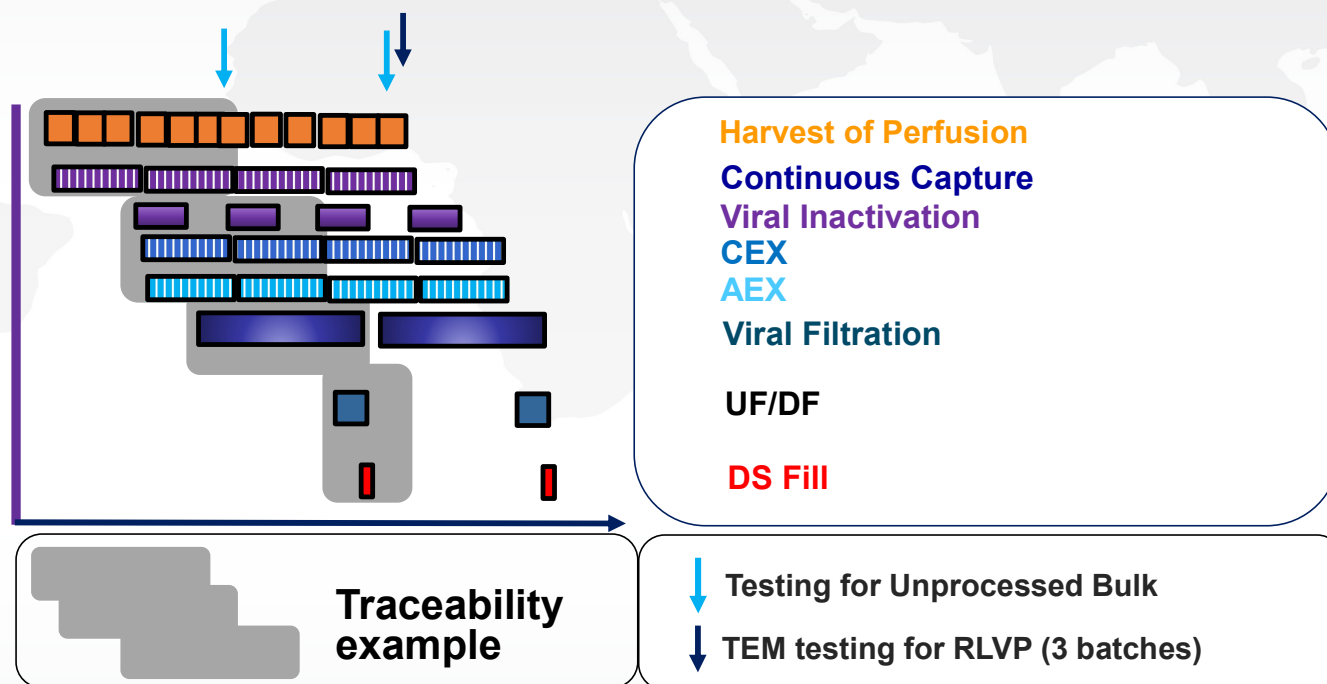 Harvest of Perfusion
Continuous Capture
Viral Inactivation
CEX
AEX
Viral Filtration
UF/DF
DS Fill
Traceability
example
Testing for Unprocessed Bulk
TEM testing for RLVP (3 batches)